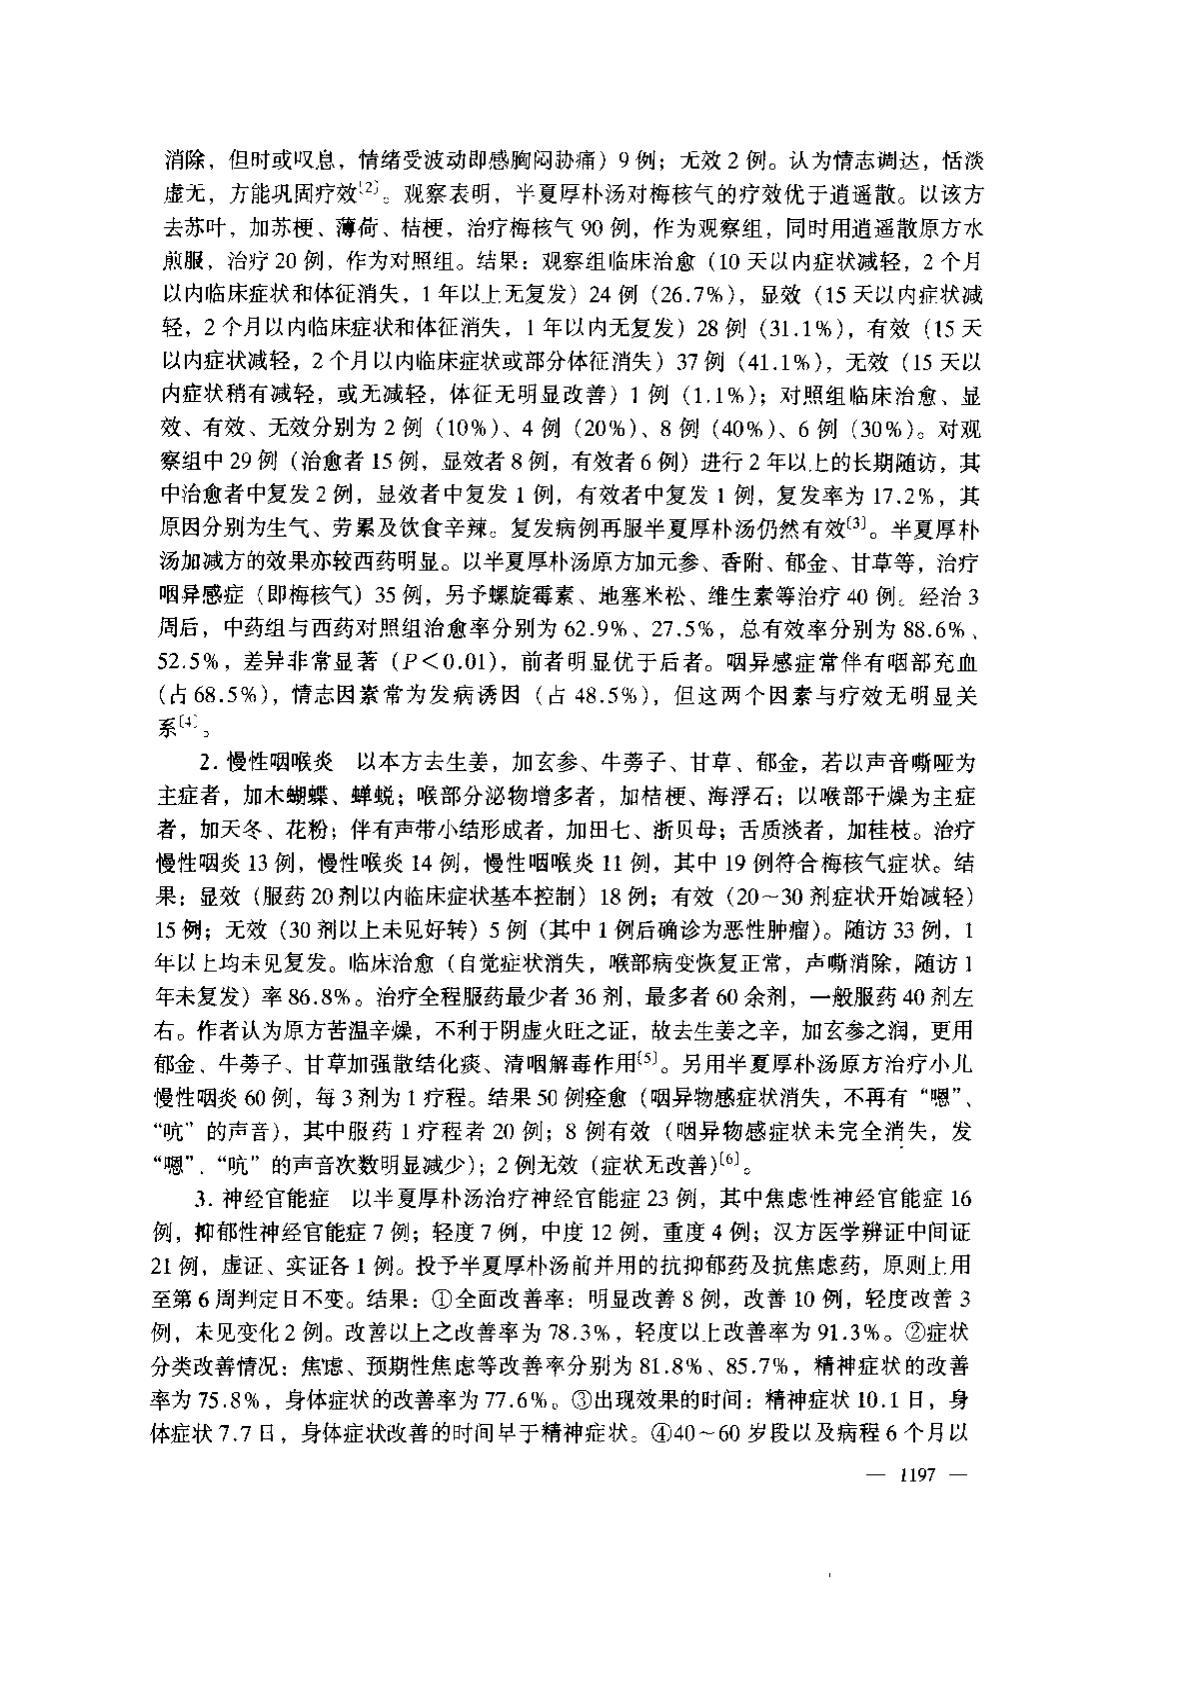 消除，但时或叹息，情绪受波动即感胸闷胁痛）9例；无效2例。认为情志调达，恬淡
虚无，方能巩固疗效〔2〕。观察表明，半夏厚朴汤对梅核气的疗效优于逍遥散。以该方
去苏叶，加苏梗、薄荷、桔梗，治疗梅核气90例，作为观察组，同时用逍遥散原方水
煎服，治疗20例，作为对照组。结果：观察组临床治愈（10天以内症状减轻，2个月
以内临床症状和体征消失，1年以上无复发）24例（26.7%），显效（15天以内症状减
轻，2个月以内临床症状和体征消失，1年以内无复发）28例（31.1%），有效（15天
以内症状减轻，2个月以内临床症状或部分体征消失）37例（41.1%），无效（15天以
内症状稍有减轻，或无减轻，体征无明显改善）1例（1.1%）；对照组临床治愈、显
效、有效、无效分别为2例（10%）、4例（20%）、8例（40%）、6例（30%）。对观
察组中29例（治愈者15例，显效者8例，有效者6例）进行2年以上的长期随访，其
中治愈者中复发2例，显效者中复发1例，有效者中复发1例，复发率为17.2%，其
原因分别为生气、劳累及饮食辛辣。复发病例再服半夏厚朴汤仍然有效〔3〕。半夏厚朴
汤加减方的效果亦较西药明显。以半夏厚朴汤原方加元参、香附、郁金、甘草等，治疗
咽异感症（即梅核气）35例，另予螺旋霉素、地塞米松、维生素等治疗40例。经治3
周后，中药组与西药对照组治愈率分别为62.9%、27.5%，总有效率分别为88.6%、
52.5%，差异非常显著（P＜0.01），前者明显优于后者。咽异感症常伴有咽部充血
（占68.5%），情志因素常为发病诱因（占48.5%），但这两个因素与疗效无明显关
系〔4〕。
2. 慢性咽喉炎 以本方去生姜，加玄参、牛蒡子、甘草、郁金，若以声音嘶哑为
主症者，加木蝴蝶、蝉蜕；喉部分泌物增多者，加桔梗、海浮石；以喉部干燥为主症
者，加天冬、花粉；伴有声带小结形成者，加田七、浙贝母；舌质淡者，加桂枝。治疗
慢性咽炎13例，慢性喉炎14例，慢性咽喉炎11例，其中19例符合梅核气症状。结
果：显效（服药20剂以内临床症状基本控制）18例；有效（20～30剂症状开始减轻）
15例；无效（30剂以上未见好转）5例（其中1例后确诊为恶性肿瘤）。随访33例，1
年以上均未见复发。临床治愈（自觉症状消失，喉部病变恢复正常，声嘶消除，随访1
年未复发）率86.8%。治疗全程服药最少者36剂，最多者60余剂，一般服药40剂左
右。作者认为原方苦温辛燥，不利于阴虚火旺之证，故去生姜之辛，加玄参之润，更用
郁金、牛蒡子、甘草加强散结化痰、清咽解毒作用〔5〕。另用半夏厚朴汤原方治疗小儿
慢性咽炎60例，每3剂为1疗程。结果50例痊愈（咽异物感症状消失，不再有“嗯”、
“吭”的声音），其中服药1疗程者20例；8例有效（咽异物感症状未完全消失，发
“嗯”、“吭”的声音次数明显减少）；2例无效（症状无改善）〔6〕。
3. 神经官能症 以半夏厚朴汤治疗神经官能症23例，其中焦虑性神经官能症16
例，抑郁性神经官能症7例；轻度7例，中度12例，重度4例；汉方医学辨证中间证
21例，虚证、实证各1例。投予半夏厚朴汤前并用的抗抑郁药及抗焦虑药，原则上用
至第6周判定日不变。结果：①全面改善率：明显改善8例，改善10例，轻度改善3
例，未见变化2例。改善以上之改善率为78.3%，轻度以上改善率为91.3%。②症状
分类改善情况：焦虑、预期性焦虑等改善率分别为81.8%、85.7%，精神症状的改善
率为75.8%，身体症状的改善率为77.6%。③出现效果的时间：精神症状10.1日，身
体症状7.7日，身体症状改善的时间早于精神症状。④40～60岁段以及病程6个月以
— 1197 —